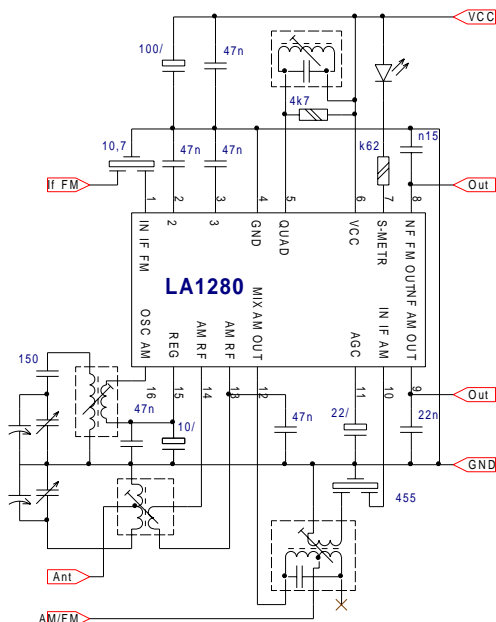 VCC
100/
47n
4k7
10,7
47n
47n
k62
n15
If FM
Out
1
2
3
4
5
6
7
8
IN IF FM
2
3
GND
QUAD
VCC
S-METR
NF FM OUT
LA1280
OSC AM
REG
AM RF
AM RF
MIX AM OUT
AGC
IN IF AM
NF AM OUT
16
15
14
13
12
11
10
9
150
47n
10/
47n
22/
22n
Out
GND
455
Ant
AM/FM